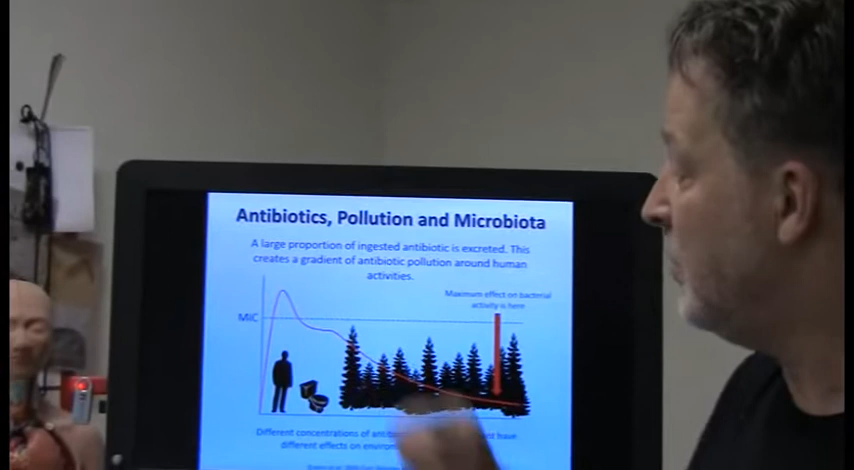 Antibiotics, Pollution and Microbiota
A large proportion of ingested antibiotic is excreted. This
creates a gradient of antibiotic pollution around human
activities.
Maximum effect on bacterial
activity is here
MIC
Different concentrations of have
different effects on